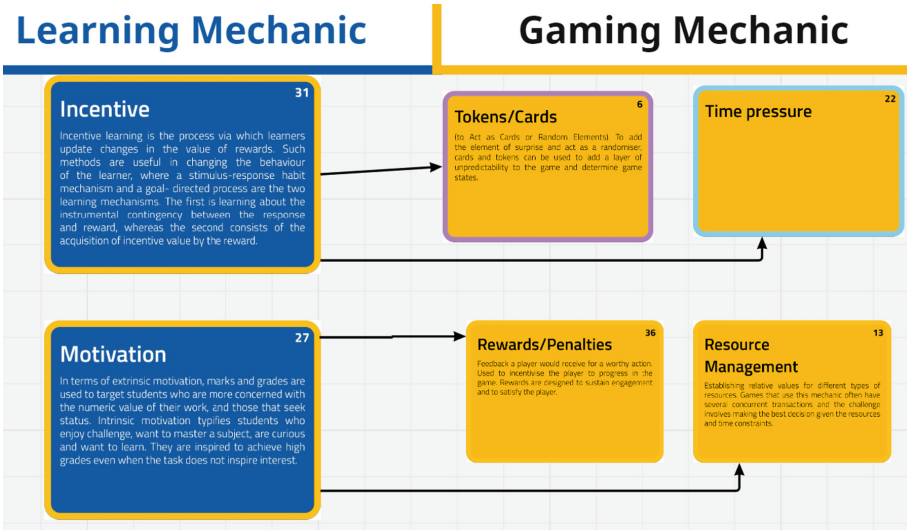 Learning Mechanic
Gaming Mechanic
31
Incentive
Incentive learning is the process via which learners
update changes in the value of rewards. Such
methods are useful in changing the behaviour
of the learner, where a stimulus-response habit
mechanism and a goal- directed process are the two
learning mechanisms. The first is learning about the
instrumental contingency between the response
and reward, whereas the second consists of the
acquisition of incentive value by the reward.
6
Tokens/Cards
(to Act as Cards or Random Elements). To add
the element of surprise and act as a randomiser,
cards and tokens can be used to add a layer of
unpredictability to the game and determine game
states.
22
Time pressure
27
Motivation
In terms of extrinsic motivation, marks and grades are
used to target students who are more concerned with
the numeric value of their work, and those that seek
status. Intrinsic motivation typifies students who
enjoy challenge, want to master a subject, are curious
and want to learn. They are inspired to achieve high
grades even when the task does not inspire interest.
36
Rewards/Penalties
Feedback a player would receive for a worthy action.
Used to incentivise the player to progress in the
game. Rewards are designed to sustain engagement
and to satisfy the player.
13
Resource
Management
Establishing relative values for different types of
resources. Games that use this mechanic often have
several concurrent transactions and the challenge
involves making the best decision given the resources
and time constraints.